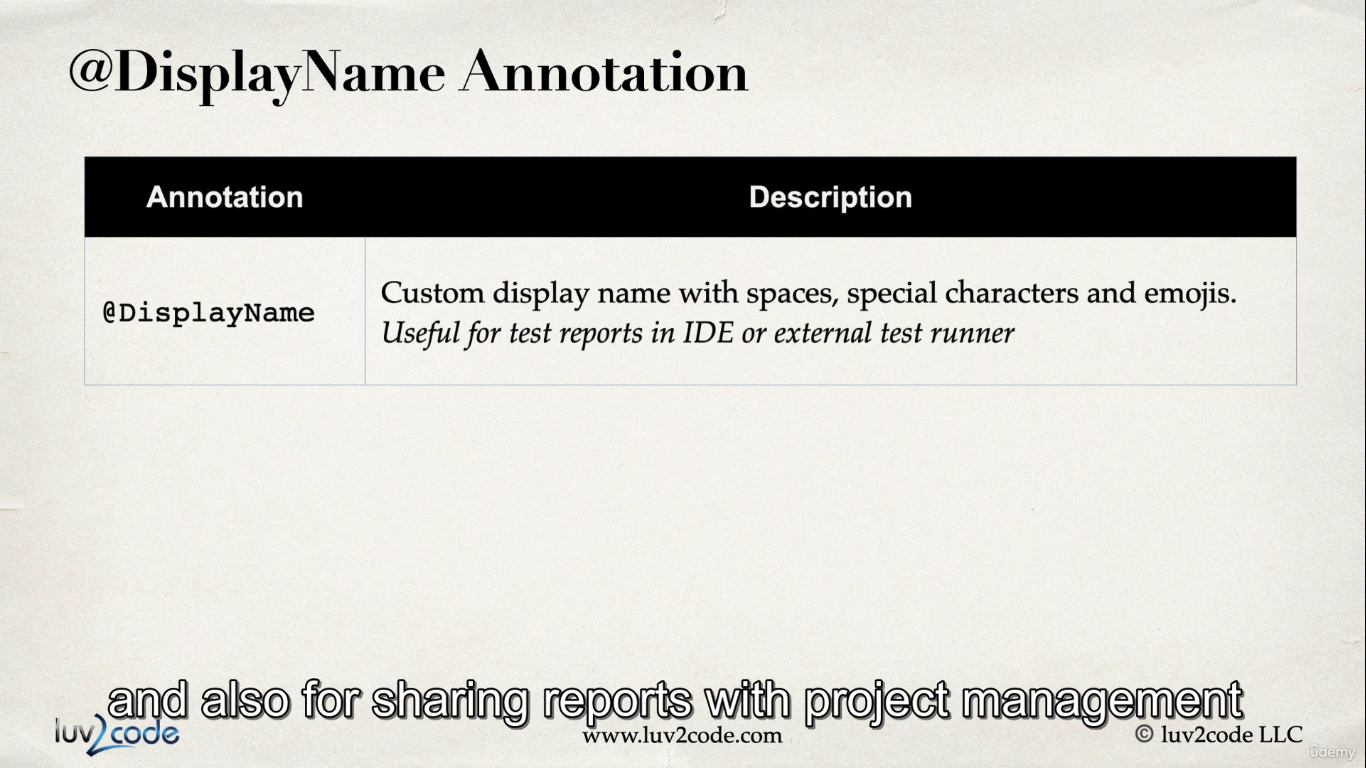 @DisplayName Annotation
Annotation
Description
@DisplayName
Custom display name with spaces, special characters and emojis.
Useful for test reports in IDE or external test runner
and also for sharing reports with project management
luv2code
www.luv2code.com
© luv2code LLC
ûdemy